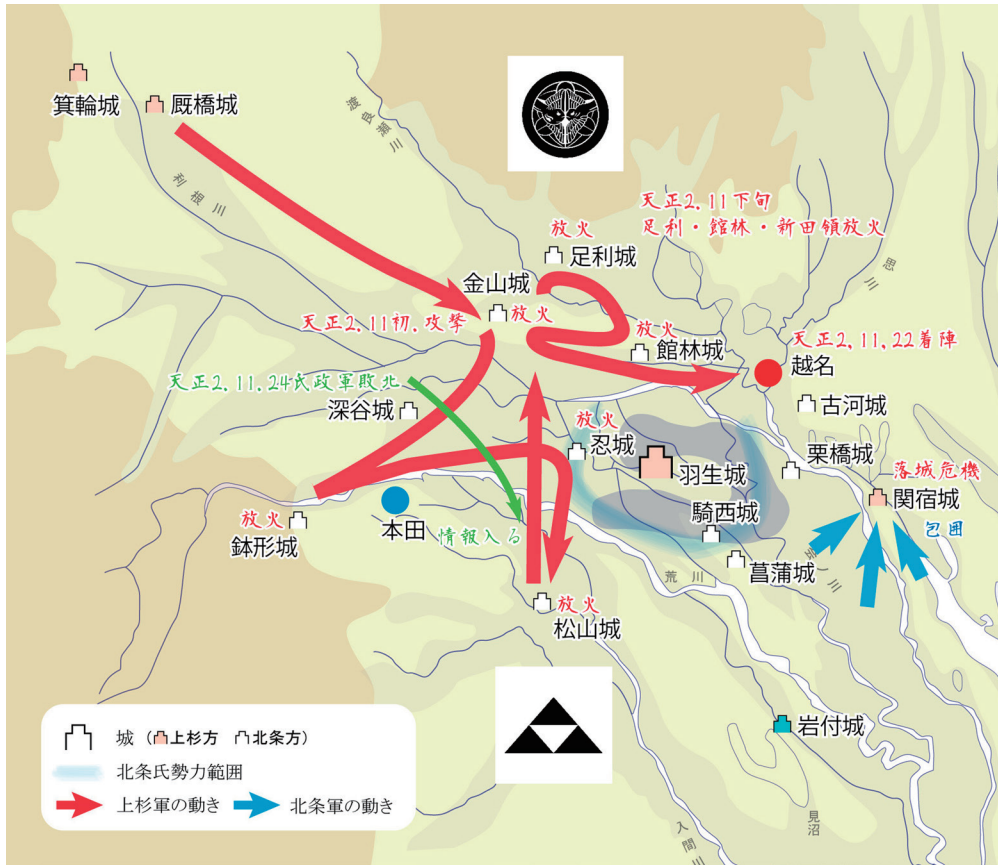 箕輪城
厩橋城
渡良瀬川
利根川
天正2.11下旬
足利・館林・新田領放火
放火
足利城
思川
金山城
放火
天正2.11初.攻撃
放火
館林城
天正2.11.22着陣
越名
天正2.11.24氏政軍敗北
深谷城
古河城
放火
忍城
羽生城
栗橋城
落城危機
関宿城
放火
鉢形城
本田
情報入る
騎西城
包囲
菖蒲城
荒川
ノ川
放火
松山城
岩付城
見沼
入間川
城(上杉方 北条方)
北条氏勢力範囲
上杉軍の動き
北条軍の動き